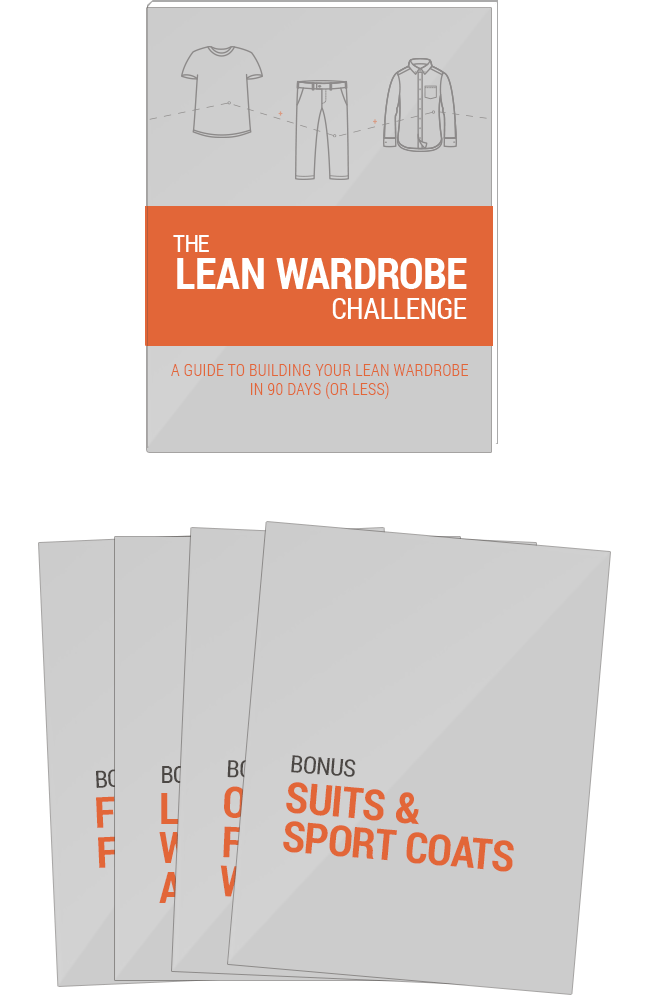 THE
LEAN WARDROBE
CHALLENGE
A GUIDE TO BUILDING YOUR LEAN WARDROBE
IN 90 DAYS (OR LESS)
BONUS
SUITS &
SPORT COATS